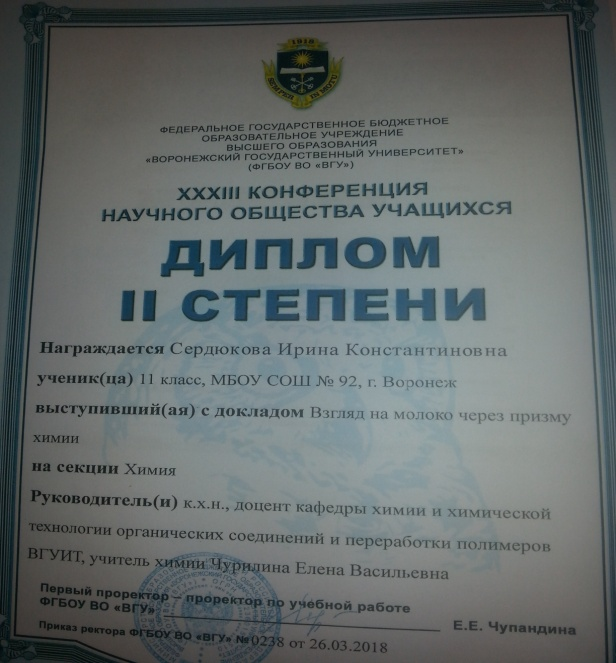 1918
SEMPER IN MOTU
ФЕДЕРАЛЬНОЕ ГОСУДАРСТВЕННОЕ БЮДЖЕТНОЕ
ОБРАЗОВАТЕЛЬНОЕ УЧРЕЖДЕНИЕ
ВЫСШЕГО ОБРАЗОВАНИЯ
«ВОРОНЕЖСКИЙ ГОСУДАРСТВЕННЫЙ УНИВЕРСИТЕТ»
(ФГБОУ ВО «ВГУ»)
XXXIII КОНФЕРЕНЦИЯ
НАУЧНОГО ОБЩЕСТВА УЧАЩИХСЯ
ДИПЛОМ
II СТЕПЕНИ
Награждается Сердюкова Ирина Константиновна
ученик(ца) 11 класс, МБОУ СОШ № 92, г. Воронеж
выступивший(ая) с докладом Взгляд на молоко через призму
химии
на секции Химия
Руководитель(и) к.х.н., доцент кафедры химии и химической
технологии органических соединений и переработки полимеров
ВГУИТ, учитель химии Чурилина Елена Васильевна
Первый проректор – проректор по учебной работе
ФГБОУ ВО «ВГУ» Е.Е. Чупандина
Приказ ректора ФГБОУ ВО «ВГУ» №0238 от 26.03.2018